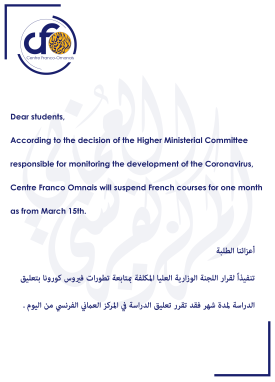 cfo
Centre Franco Omanais
Dear students,
According to the decision of the Higher Ministerial Committee
responsible for monitoring the development of the Coronavirus,
Centre Franco Omnais will suspend French courses for one month
as from March 15th.
أعزائنا الطلبة
تنفيذاً لقرار اللجنة الوزارية العليا المكلفة بمتابعة تطورات فيروس كورونا بتعليق
الدراسة لمدة شهر فقد تقرر تعليق الدراسة في المركز العماني الفرنسي من اليوم .